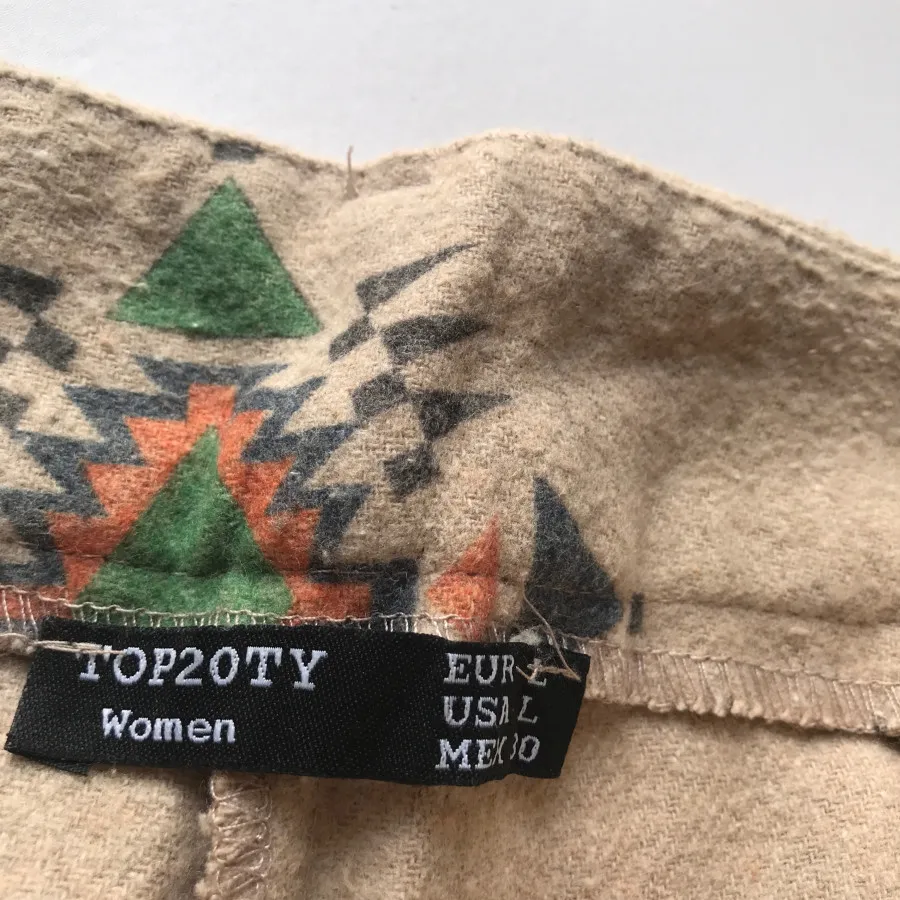 TOP20TY
Women
EUR L
USA L
MEX 30